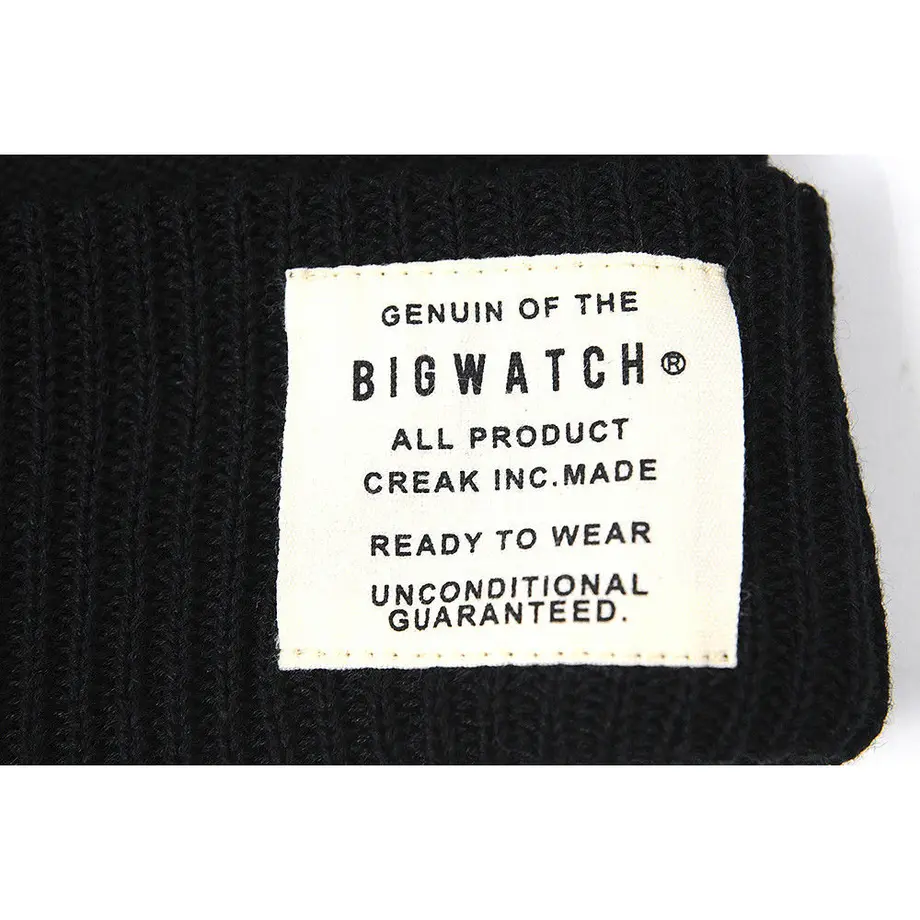 GENUIN OF THE
BIGWATCH®
ALL PRODUCT
CREAK INC.MADE
READY TO WEAR
UNCONDITIONAL
GUARANTEED.